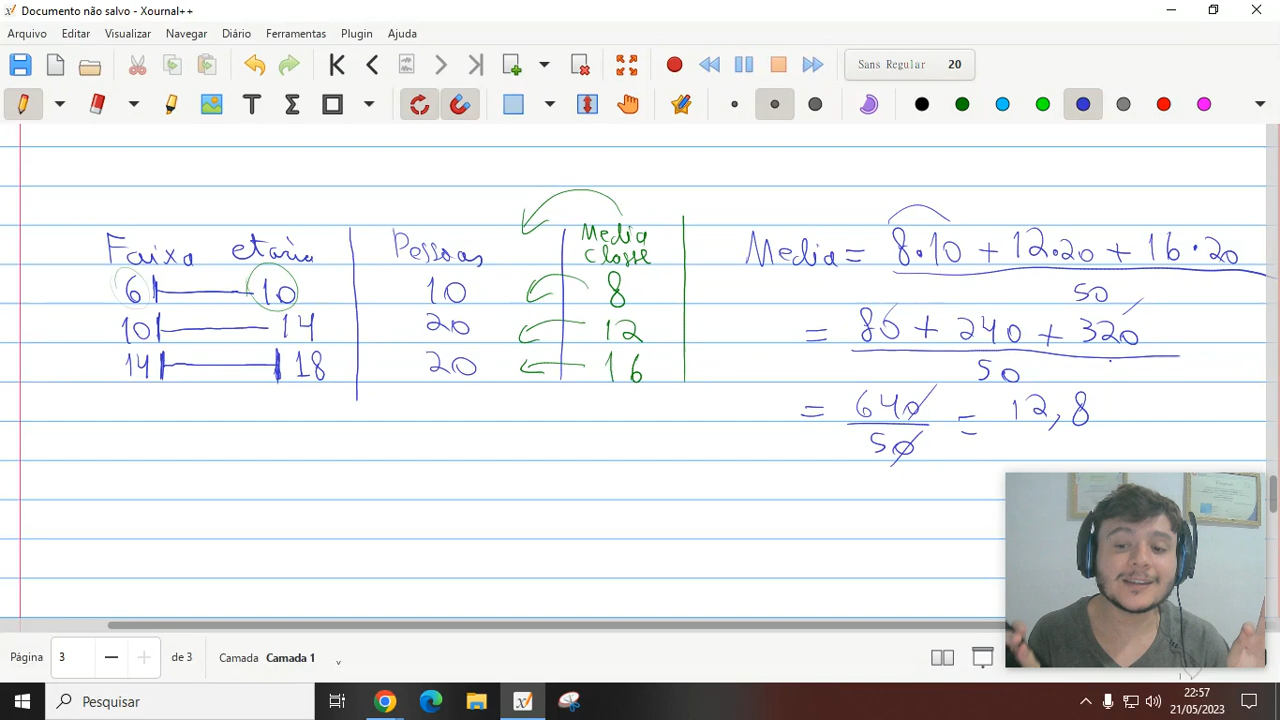 Documento não salvo - Xournal++
Arquivo Editar Visualizar Navegar Diário Ferramentas Plugin Ajuda
Sans Regular 20
Faixa etária Pessoas Media classe
6 10 10 8
10 14 20 12
14 18 20 16
Media = 8.10 + 12.20 + 16.20
50
= 80 + 240 + 320
50
= 640 = 12,8
50
Página 3 de 3 Camada Camada 1
Pesquisar
22:57
21/05/2023